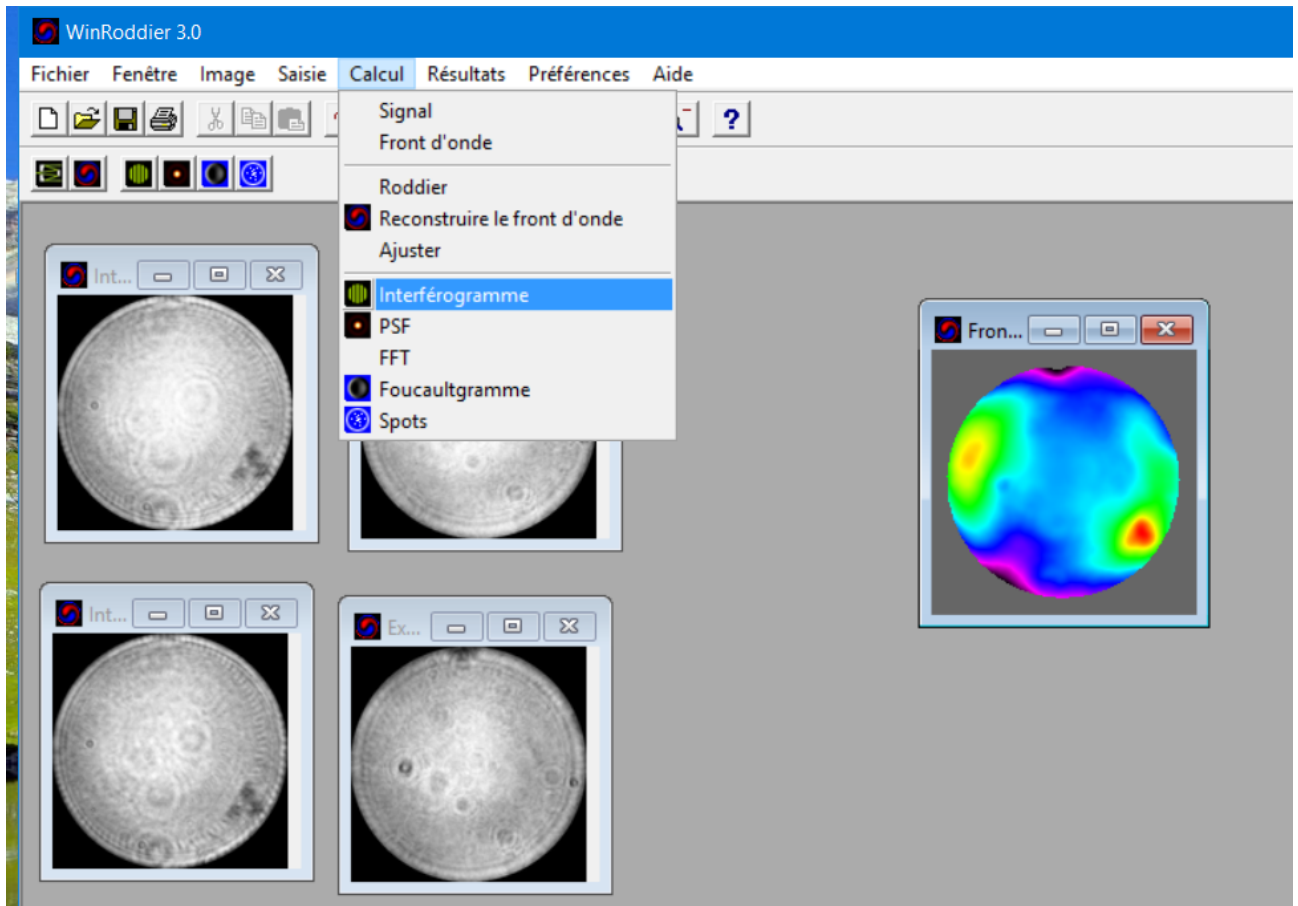 WinRoddier 3.0
Fichier Fenêtre Image Saisie Calcul Résultats Préférences Aide
Signal
Front d'onde
?
Roddier
Reconstruire le front d'onde
Ajuster
Interférogramme
PSF
FFT
Foucaultgramme
Spots
Int...
Fron...
Int...
Ex...